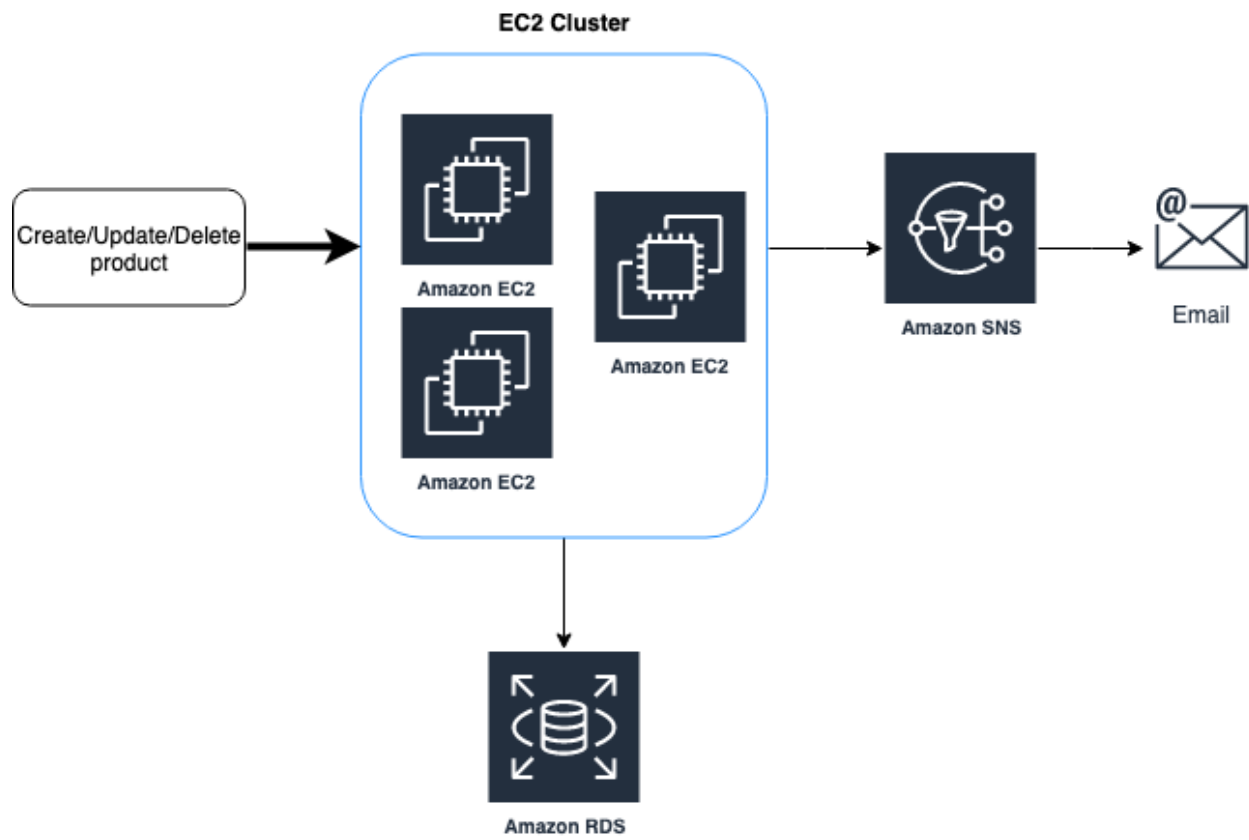 EC2 Cluster
Create/Update/Delete
product
Amazon EC2
Amazon EC2
Amazon EC2
Amazon SNS
@
Email
Amazon RDS